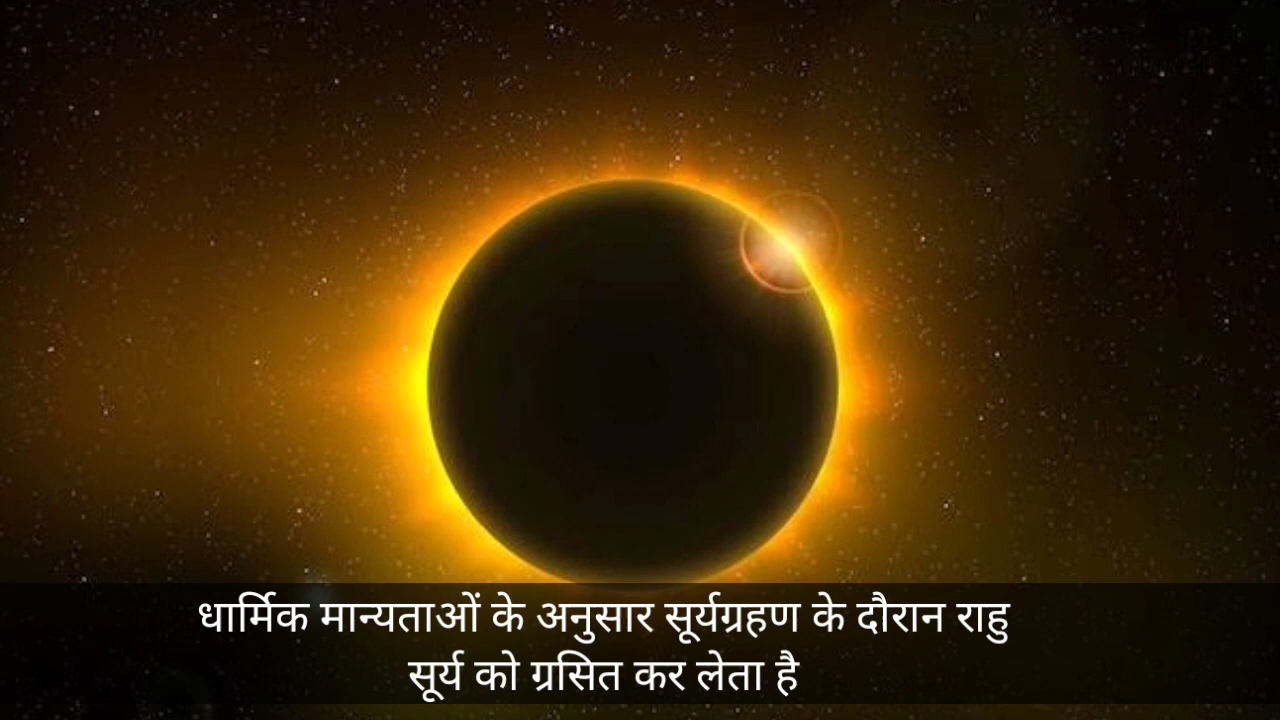 धार्मिक मान्यताओं के अनुसार सूर्यग्रहण के दौरान राहु
सूर्य को ग्रसित कर लेता है